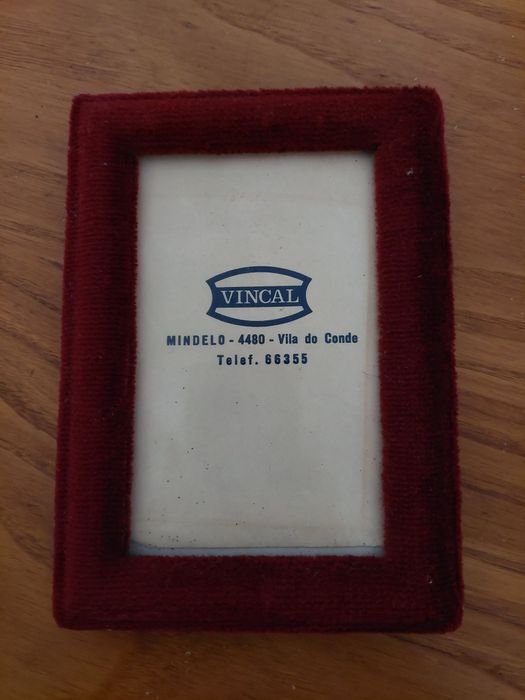 VINCAL
MINDELO - 4480 - Vila do Conde
Telef. 66355